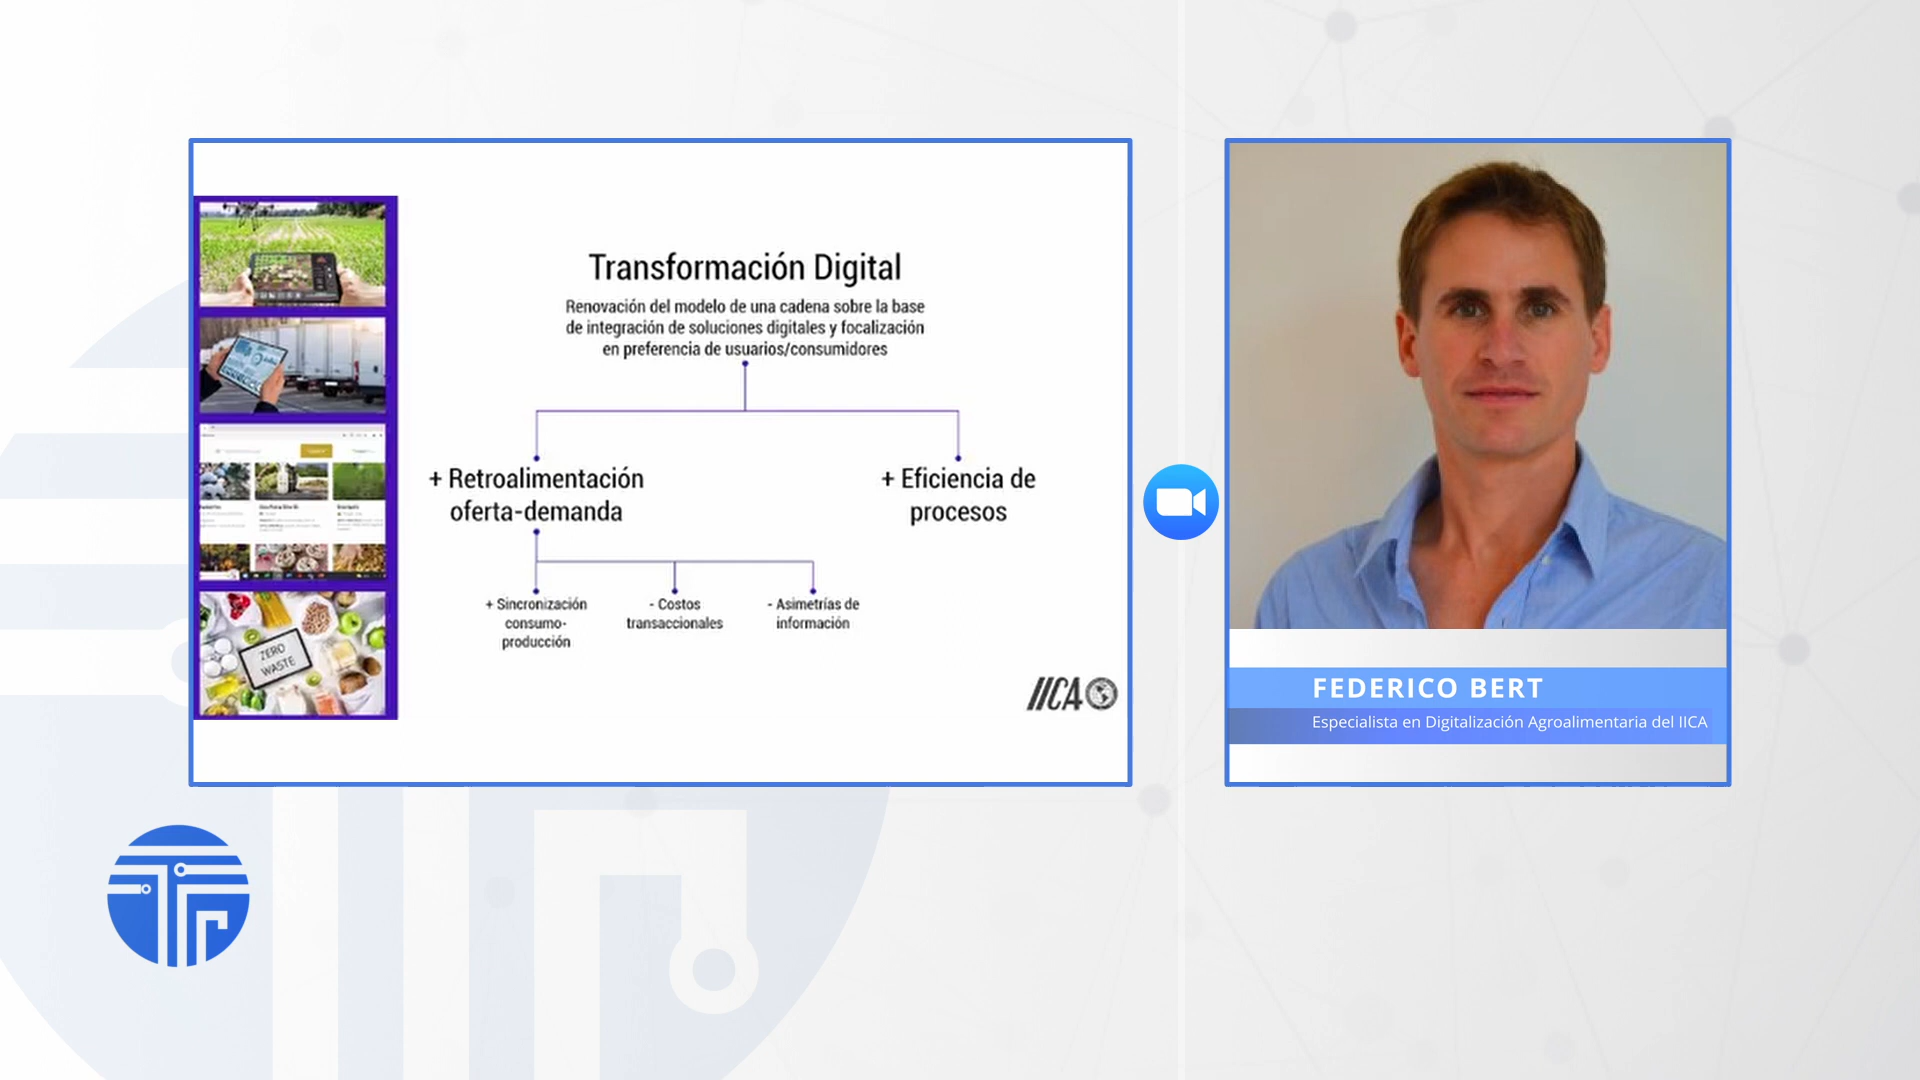 Transformación Digital
Renovación del modelo de una cadena sobre la base
de integración de soluciones digitales y focalización
en preferencia de usuarios/consumidores
+ Retroalimentación
oferta-demanda
+ Eficiencia de
procesos
+ Sincronización
consumo-
producción
- Costos
transaccionales
- Asimetrías de
información
ZERO
WASTE
IICA
FEDERICO BERT
Especialista en Digitalización Agroalimentaria del IICA